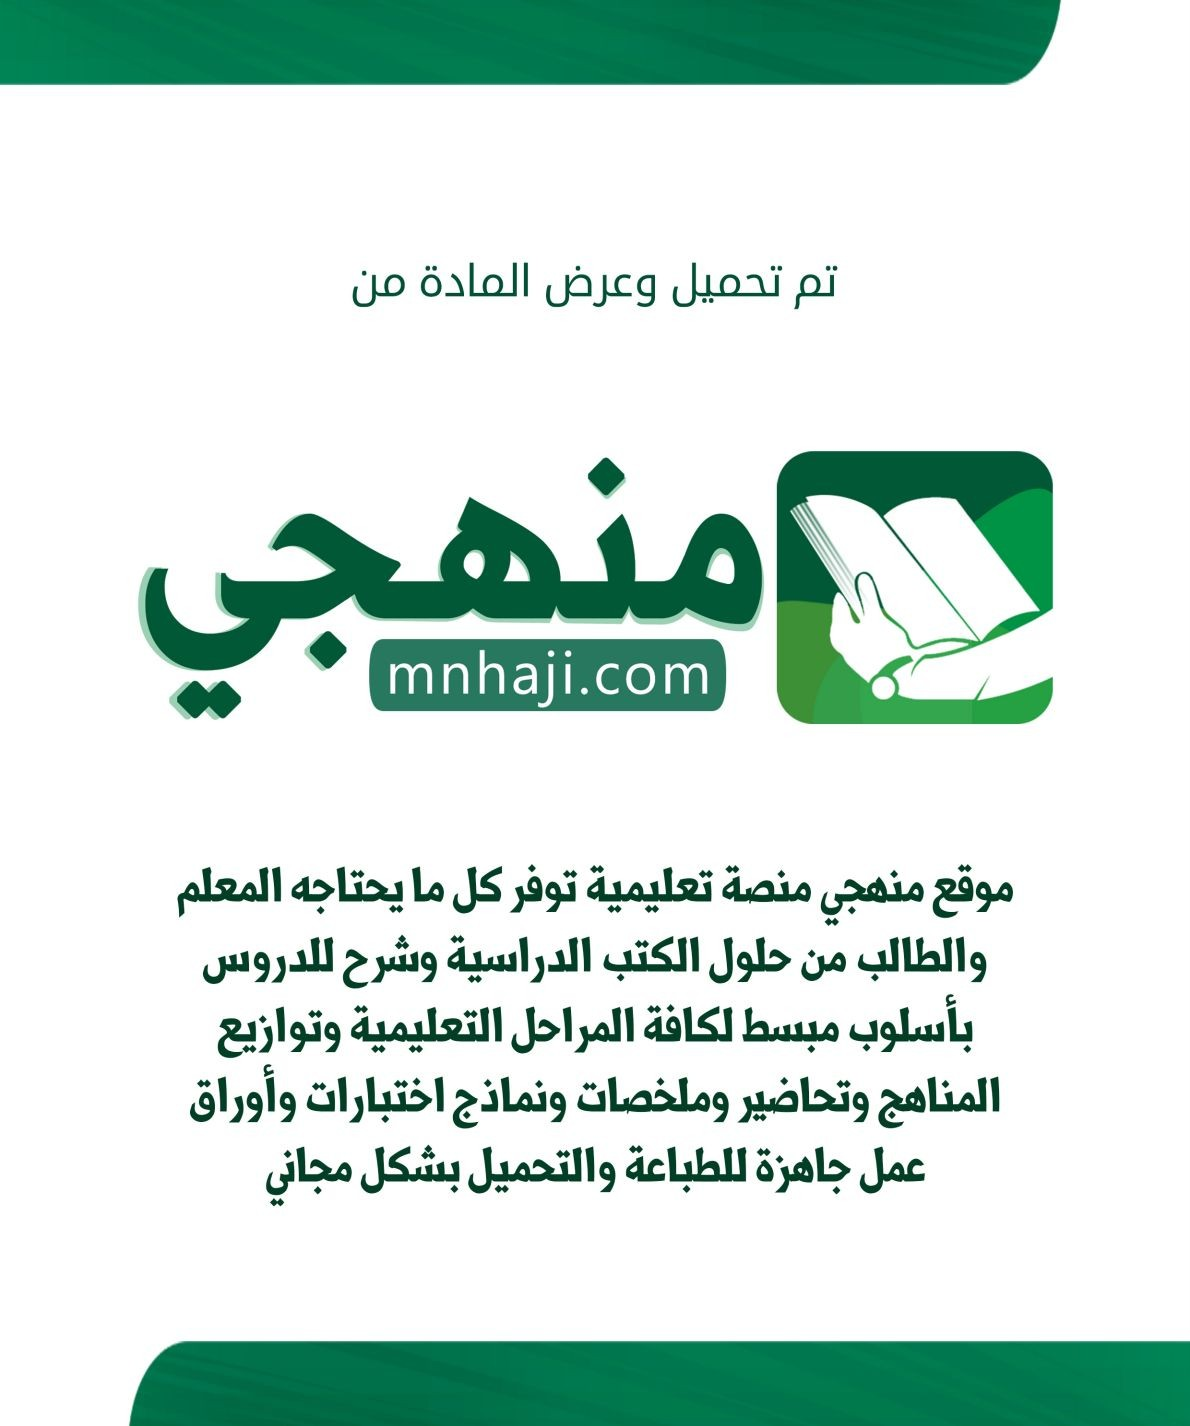 تم تحميل وعرض المادة من
منهجي
mnhaji.com
موقع منهجي منصة تعليمية توفر كل ما يحتاجه المعلم
والطالب من حلول الكتب الدراسية وشرح للدروس
بأسلوب مبسط لكافة المراحل التعليمية وتوازيع
المناهج وتحاضير وملخصات ونماذج اختبارات وأوراق
عمل جاهزة للطباعة والتحميل بشكل مجاني